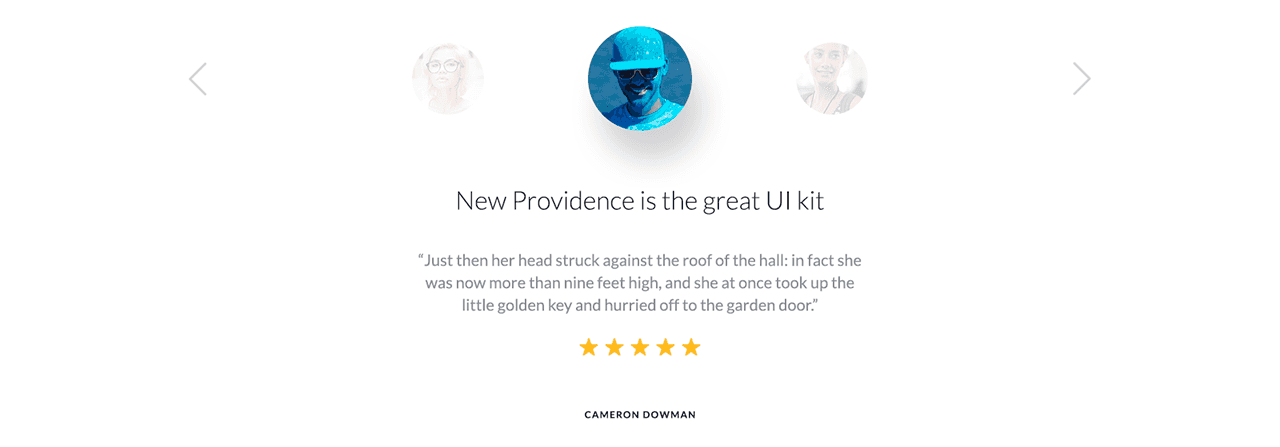 New Providence is the great UI kit
“Just then her head struck against the roof of the hall: in fact she
was now more than nine feet high, and she at once took up the
little golden key and hurried off to the garden door.”
CAMERON DOWMAN